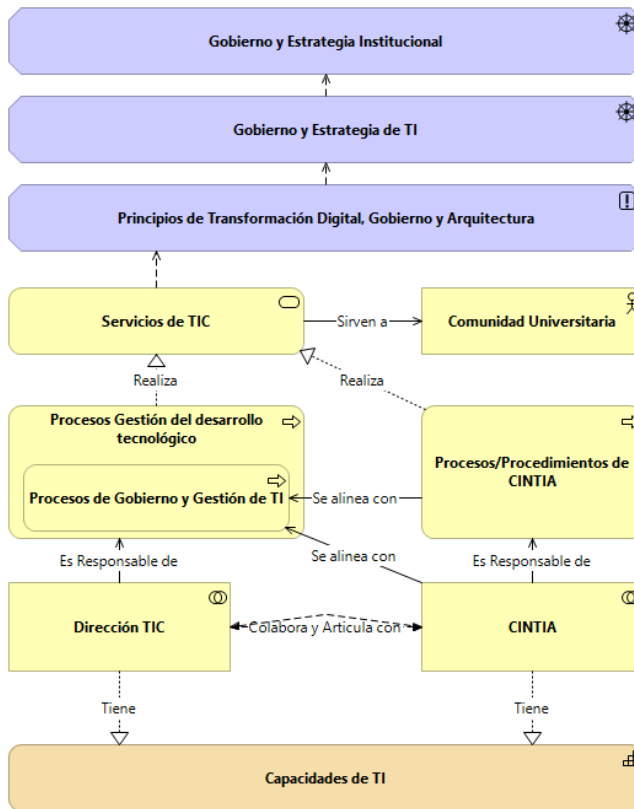 Gobierno y Estrategia Institucional
Gobierno y Estrategia de TI
Principios de Transformación Digital, Gobierno y Arquitectura
Servicios de TIC
Sirven a
Comunidad Universitaria
Realiza
Realiza
Procesos Gestión del desarrollo
tecnológico
Procesos de Gobierno y Gestión de TI
Se alinea con
Procesos/Procedimientos de
CINTIA
Se alinea con
Es Responsable de
Es Responsable de
Dirección TIC
Colabora y Articula con
CINTIA
Tiene
Tiene
Capacidades de TI